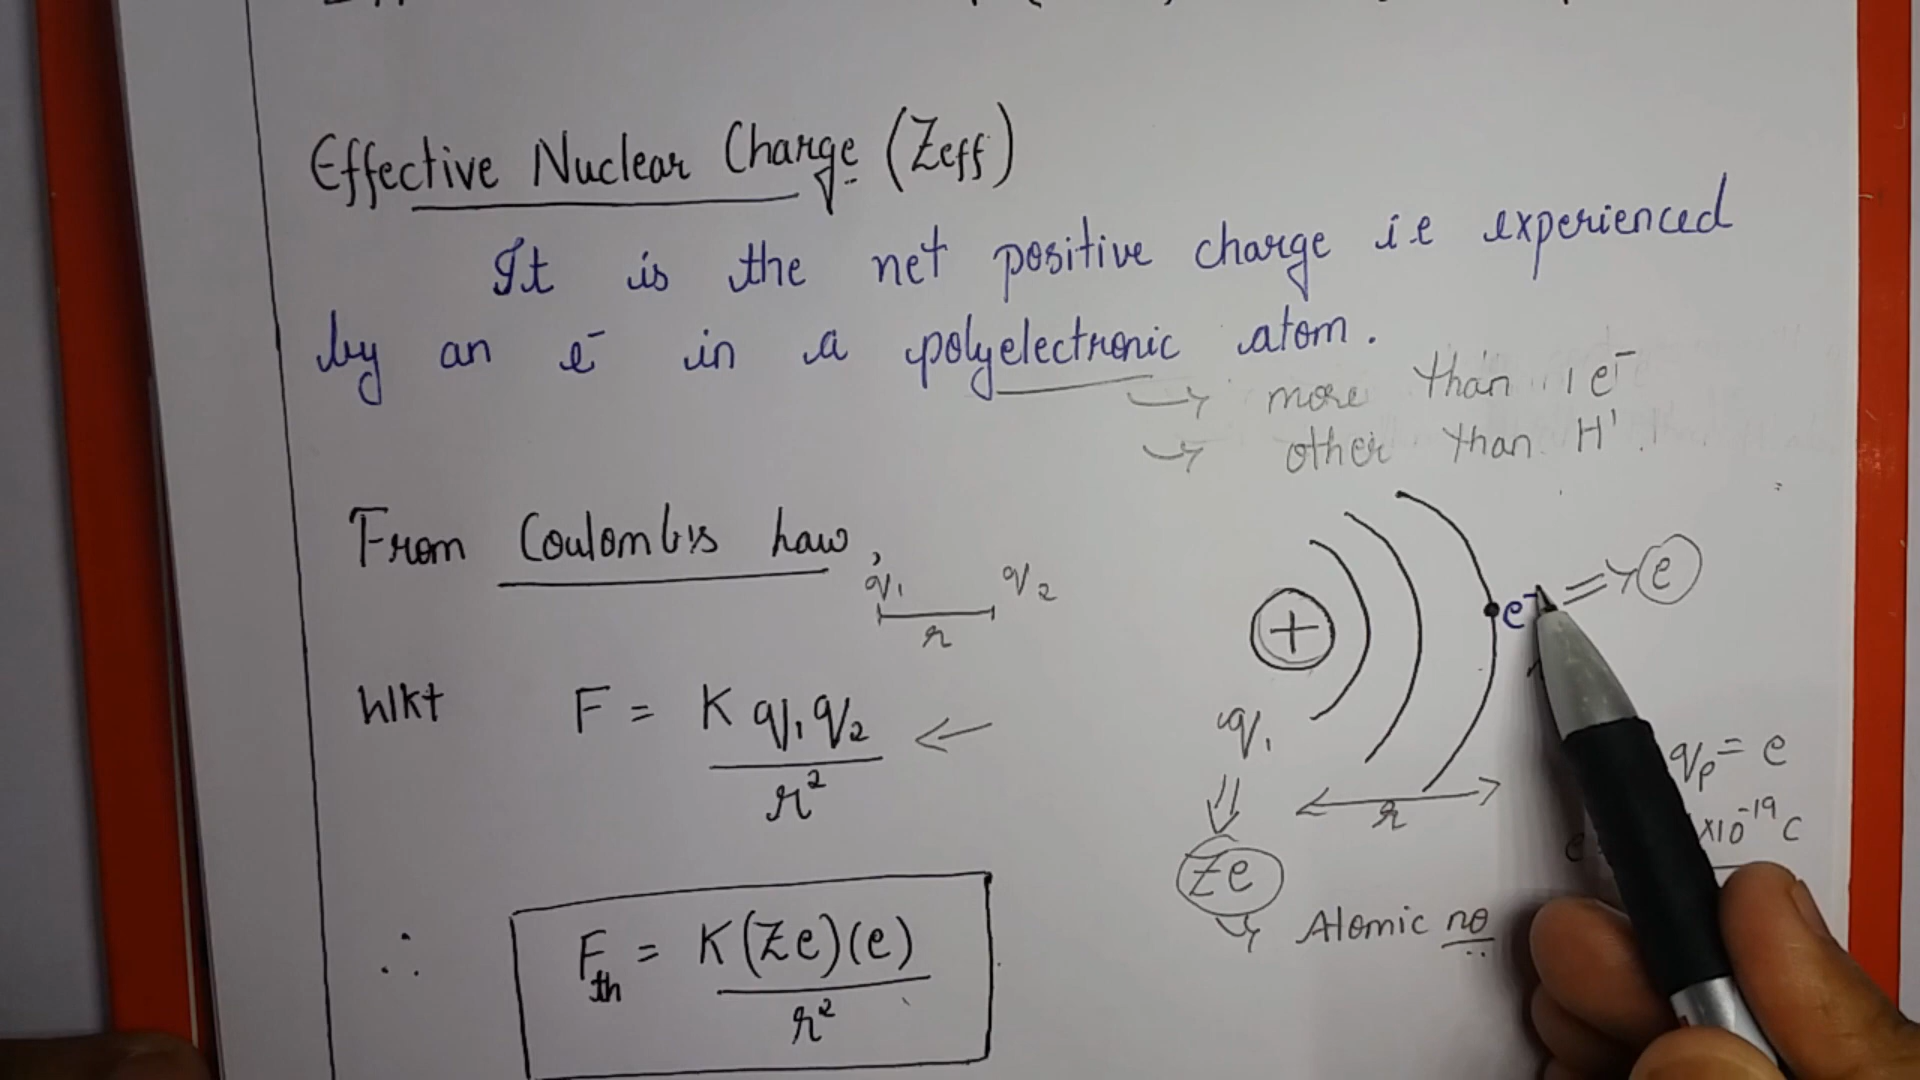 Effective Nuclear Charge (Zeff)
It is the net positive charge i.e experienced
by an e⁻ in a polyelectronic atom.
→ more than 1 e⁻
→ other than H'.
From Coulomb's Law,
q₁ q₂
r
WKT F = K q₁ q₂ / r²
∴ F_th = K(Ze)(e) / r²
+
e⁻ ⇒ e
q₁
r
Ze
→ Atomic no
q_p = e
e ×10⁻¹⁹ C